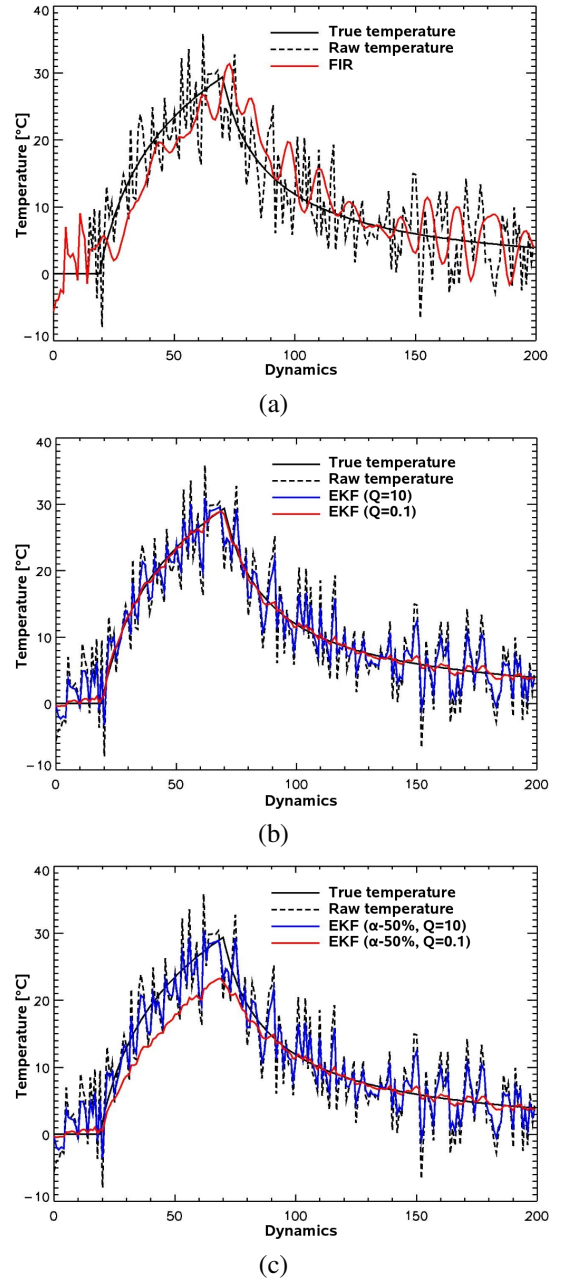 40
30
20
10
0
−10
Temperature [°C]
True temperature
Raw temperature
FIR
0
50
100
150
200
Dynamics
(a)
40
30
20
10
0
−10
Temperature [°C]
True temperature
Raw temperature
EKF (Q=10)
EKF (Q=0.1)
0
50
100
150
200
Dynamics
(b)
40
30
20
10
0
−10
Temperature [°C]
True temperature
Raw temperature
EKF (α-50%, Q=10)
EKF (α-50%, Q=0.1)
0
50
100
150
200
Dynamics
(c)